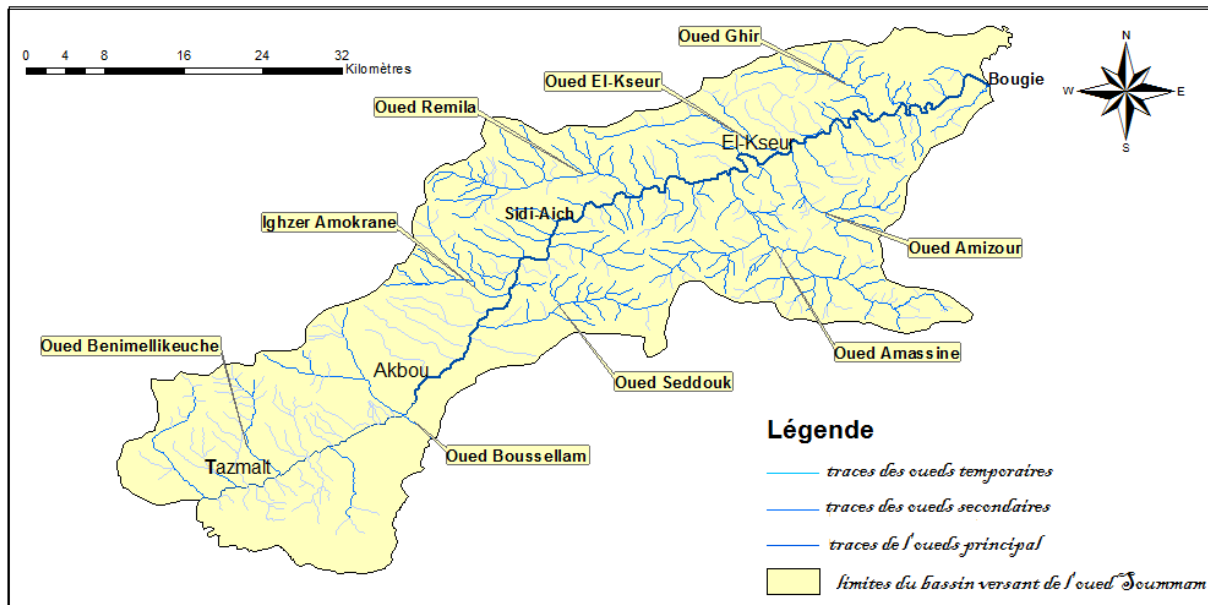 0 4 8 16 24 32
Kilomètres
Oued Ghir
N
W E
S
Oued El-Kseur
Bougie
Oued Remila
El-Kseur
Ighzer Amokrane
Sidi-Aich
Oued Amizour
Oued Benimellikeuche
Akbou
Oued Seddouk
Oued Amassine
Oued Boussellam
Tazmalt
Légende
traces des oueds temporaires
traces des oueds secondaires
traces de l'oueds principal
limites du bassin versant de l'oued Soummam